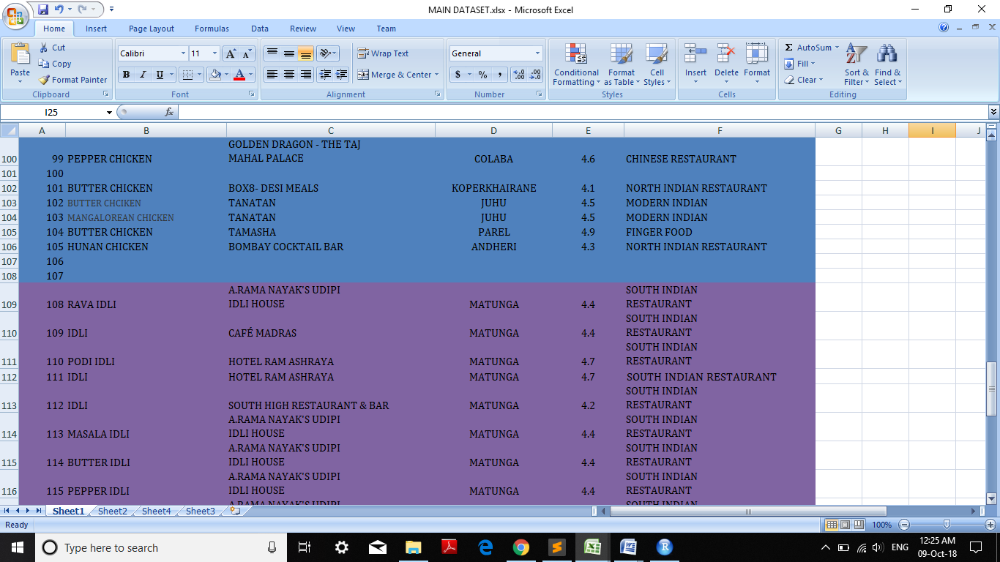 MAIN DATASET.xlsx - Microsoft Excel
Home Insert Page Layout Formulas Data Review View Team
Paste Cut Copy Format Painter Clipboard
Calibri 11 A A B I U A Font
Wrap Text Merge & Center Alignment
General $ % , .0 .00 .00 .0 Number
Conditional Formatting Format as Table Cell Styles Styles
Insert Delete Format Cells
Σ AutoSum Fill Clear Sort & Filter Find & Select Editing
I25 fx
A B C D E F G H I J
GOLDEN DRAGON - THE TAJ
100 99 PEPPER CHICKEN MAHAL PALACE COLABA 4.6 CHINESE RESTAURANT
101 100
102 101 BUTTER CHICKEN BOX8- DESI MEALS KOPERKHAIRANE 4.1 NORTH INDIAN RESTAURANT
103 102 BUTTER CHCIKEN TANATAN JUHU 4.5 MODERN INDIAN
104 103 MANGALOREAN CHICKEN TANATAN JUHU 4.5 MODERN INDIAN
105 104 BUTTER CHICKEN TAMASHA PAREL 4.9 FINGER FOOD
106 105 HUNAN CHICKEN BOMBAY COCKTAIL BAR ANDHERI 4.3 NORTH INDIAN RESTAURANT
107 106
108 107
A.RAMA NAYAK'S UDIPI SOUTH INDIAN
109 108 RAVA IDLI IDLI HOUSE MATUNGA 4.4 RESTAURANT
SOUTH INDIAN
110 109 IDLI CAFÉ MADRAS MATUNGA 4.4 RESTAURANT
SOUTH INDIAN
111 110 PODI IDLI HOTEL RAM ASHRAYA MATUNGA 4.7 RESTAURANT
112 111 IDLI HOTEL RAM ASHRAYA MATUNGA 4.7 SOUTH INDIAN RESTAURANT
SOUTH INDIAN
113 112 IDLI SOUTH HIGH RESTAURANT & BAR MATUNGA 4.2 RESTAURANT
A.RAMA NAYAK'S UDIPI SOUTH INDIAN
114 113 MASALA IDLI IDLI HOUSE MATUNGA 4.4 RESTAURANT
A.RAMA NAYAK'S UDIPI SOUTH INDIAN
115 114 BUTTER IDLI IDLI HOUSE MATUNGA 4.4 RESTAURANT
A.RAMA NAYAK'S UDIPI SOUTH INDIAN
116 115 PEPPER IDLI IDLI HOUSE MATUNGA 4.4 RESTAURANT
A.RAMA NAYAK'S UDIPI SOUTH INDIAN
Sheet1 Sheet2 Sheet4 Sheet3
Ready 100%
Type here to search ENG 12:25 AM
09-Oct-18